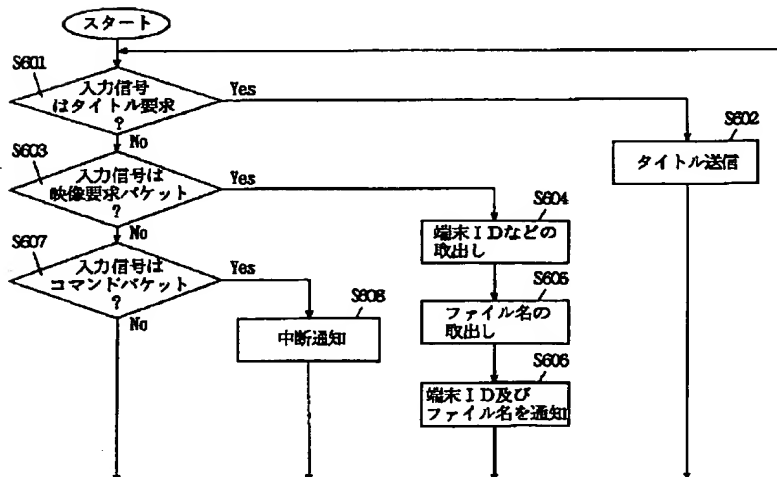 スタート
S601
入力信号
はタイトル要求
?
Yes
No
S602
タイトル送信
S603
入力信号は
映像要求パケット
?
Yes
No
S604
端末IDなどの
取出し
S605
ファイル名の
取出し
S606
端末ID及び
ファイル名を通知
S607
入力信号は
コマンドパケット
?
Yes
No
S608
中断通知